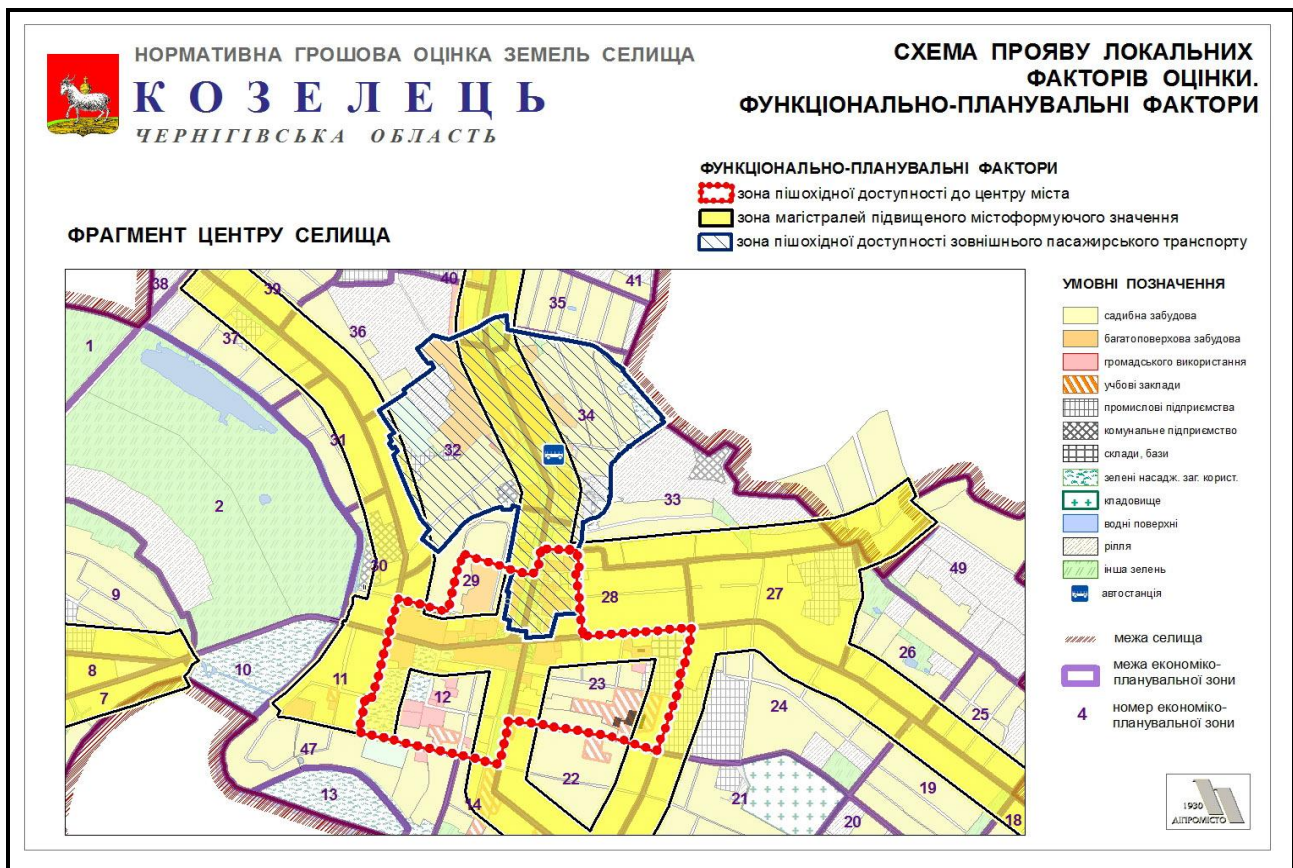 НОРМАТИВНА ГРОШОВА ОЦІНКА ЗЕМЕЛЬ СЕЛИЩА
КОЗЕЛЕЦЬ
ЧЕРНІГІВСЬКА ОБЛАСТЬ
СХЕМА ПРОЯВУ ЛОКАЛЬНИХ
ФАКТОРІВ ОЦІНКИ.
ФУНКЦІОНАЛЬНО-ПЛАНУВАЛЬНІ ФАКТОРИ
ФУНКЦІОНАЛЬНО-ПЛАНУВАЛЬНІ ФАКТОРИ
зона пішохідної доступності до центру міста
зона магістралей підвищеного містоформуючого значення
зона пішохідної доступності зовнішнього пасажирського транспорту
ФРАГМЕНТ ЦЕНТРУ СЕЛИЩА
38
39
40
35
41
1
37
36
34
31
32
2
33
30
29
28
27
49
9
8
7
10
11
12
23
24
26
25
47
22
13
14
21
19
20
18
УМОВНІ ПОЗНАЧЕННЯ
садибна забудова
багатоповерхова забудова
громадського використання
учбові заклади
промислові підприємства
комунальне підприємство
склади, бази
зелені насадж. заг. корист.
кладовище
водні поверхні
рілля
інша зелень
автостанція
межа селища
межа економіко-
планувальної зони
4
номер економіко-
планувальної зони
1930
ДІПРОМІСТО